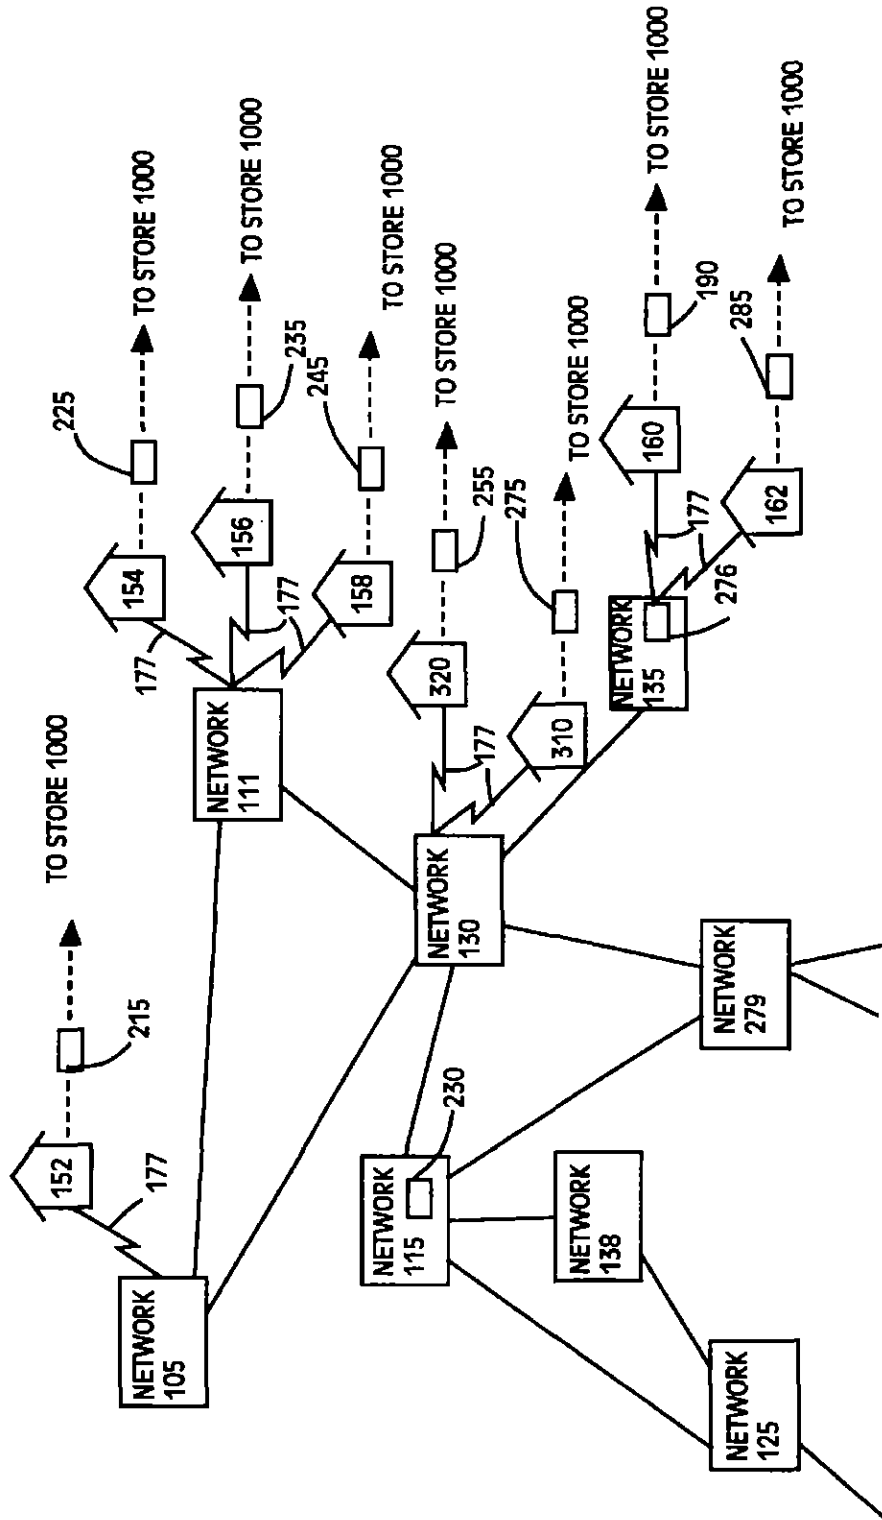 152
177
215
TO STORE 1000
NETWORK
105
154
177
225
TO STORE 1000
156
235
TO STORE 1000
177
158
245
TO STORE 1000
NETWORK
111
320
255
TO STORE 1000
177
310
275
TO STORE 1000
NETWORK
130
160
190
TO STORE 1000
177
162
285
TO STORE 1000
NETWORK
135
276
NETWORK
115
230
NETWORK
138
NETWORK
279
NETWORK
125